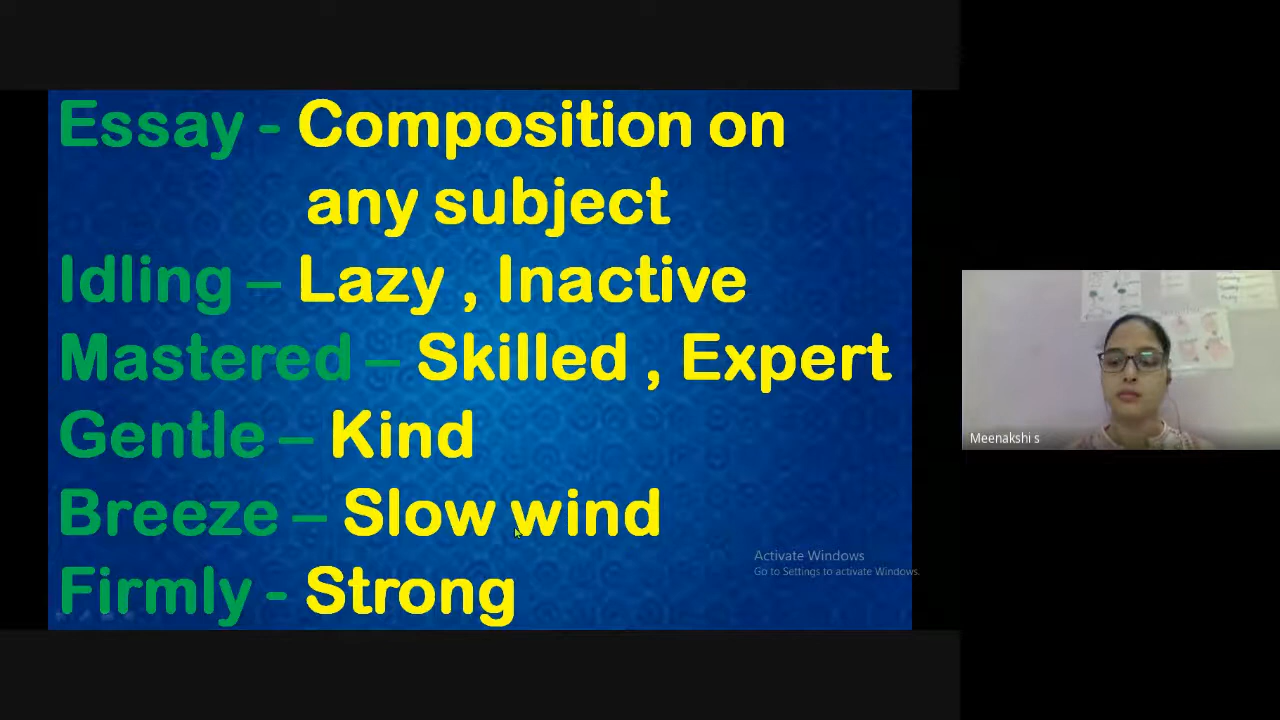 Essay - Composition on
any subject
Idling – Lazy , Inactive
Mastered – Skilled , Expert
Gentle – Kind
Breeze – Slow wind
Firmly - Strong
Activate Windows
Go to Settings to activate Windows.
Meenakshi s